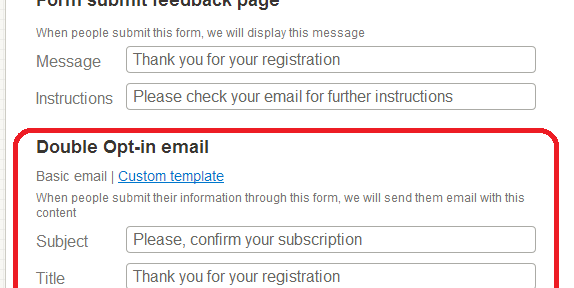 Form submit feedback page
When people submit this form, we will display this message
Message Thank you for your registration
Instructions Please check your email for further instructions
Double Opt-in email
Basic email | Custom template
When people submit their information through this form, we will send them email with this
content
Subject Please, confirm your subscription
Title Thank you for your registration